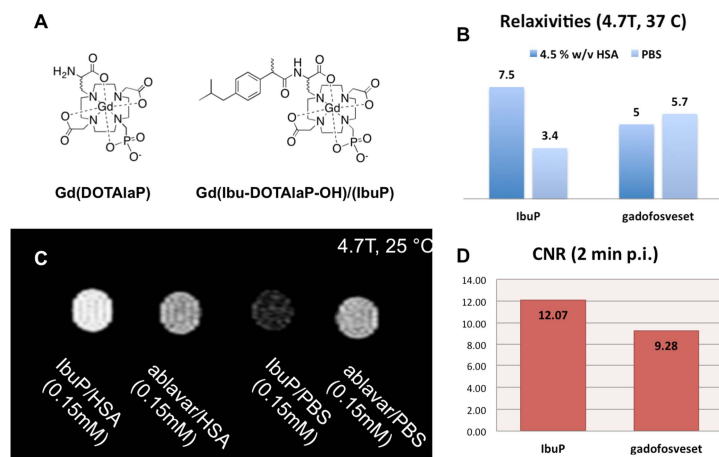 A
H₂N
O
O
O
O
N
N
Gd
N
N
O
O
O
P
O
O⁻
Gd(DOTAlaP)
H
N
O
O
O
O
O
N
N
Gd
N
N
O
O
O
P
O
O⁻
Gd(Ibu-DOTAlaP-OH)/(IbuP)
B
Relaxivities (4.7T, 37 C)
4.5 % w/v HSA
PBS
7.5
3.4
5
5.7
IbuP
gadofosveset
C
4.7T, 25 °C
IbuP/HSA
(0.15mM)
ablavar/HSA
(0.15mM)
IbuP/PBS
(0.15mM)
ablavar/PBS
(0.15mM)
D
CNR (2 min p.i.)
14.00
12.00
10.00
8.00
6.00
4.00
2.00
0.00
12.07
9.28
IbuP
gadofosveset